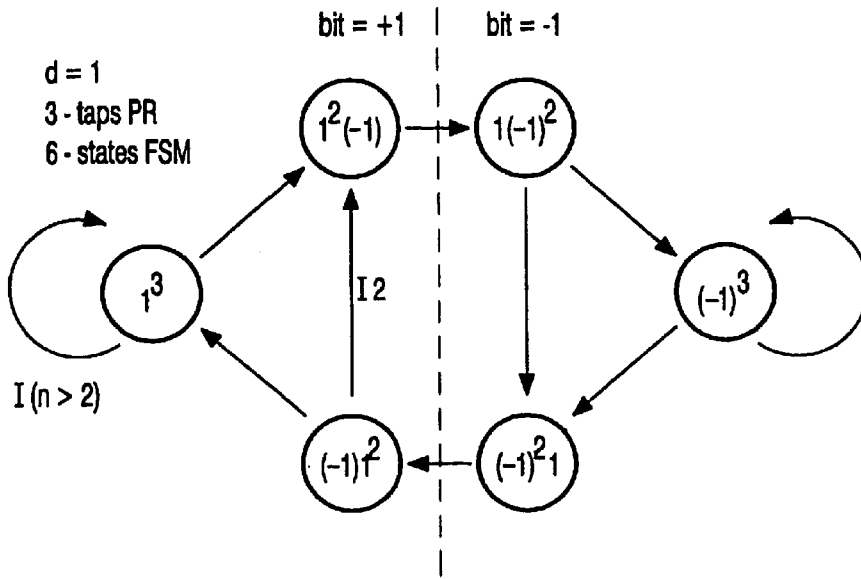 bit = +1
bit = -1
d = 1
3 - taps PR
6 - states FSM
1²(-1)
1(-1)²
1³
I 2
(-1)³
I (n > 2)
(-1)1²
(-1)²1